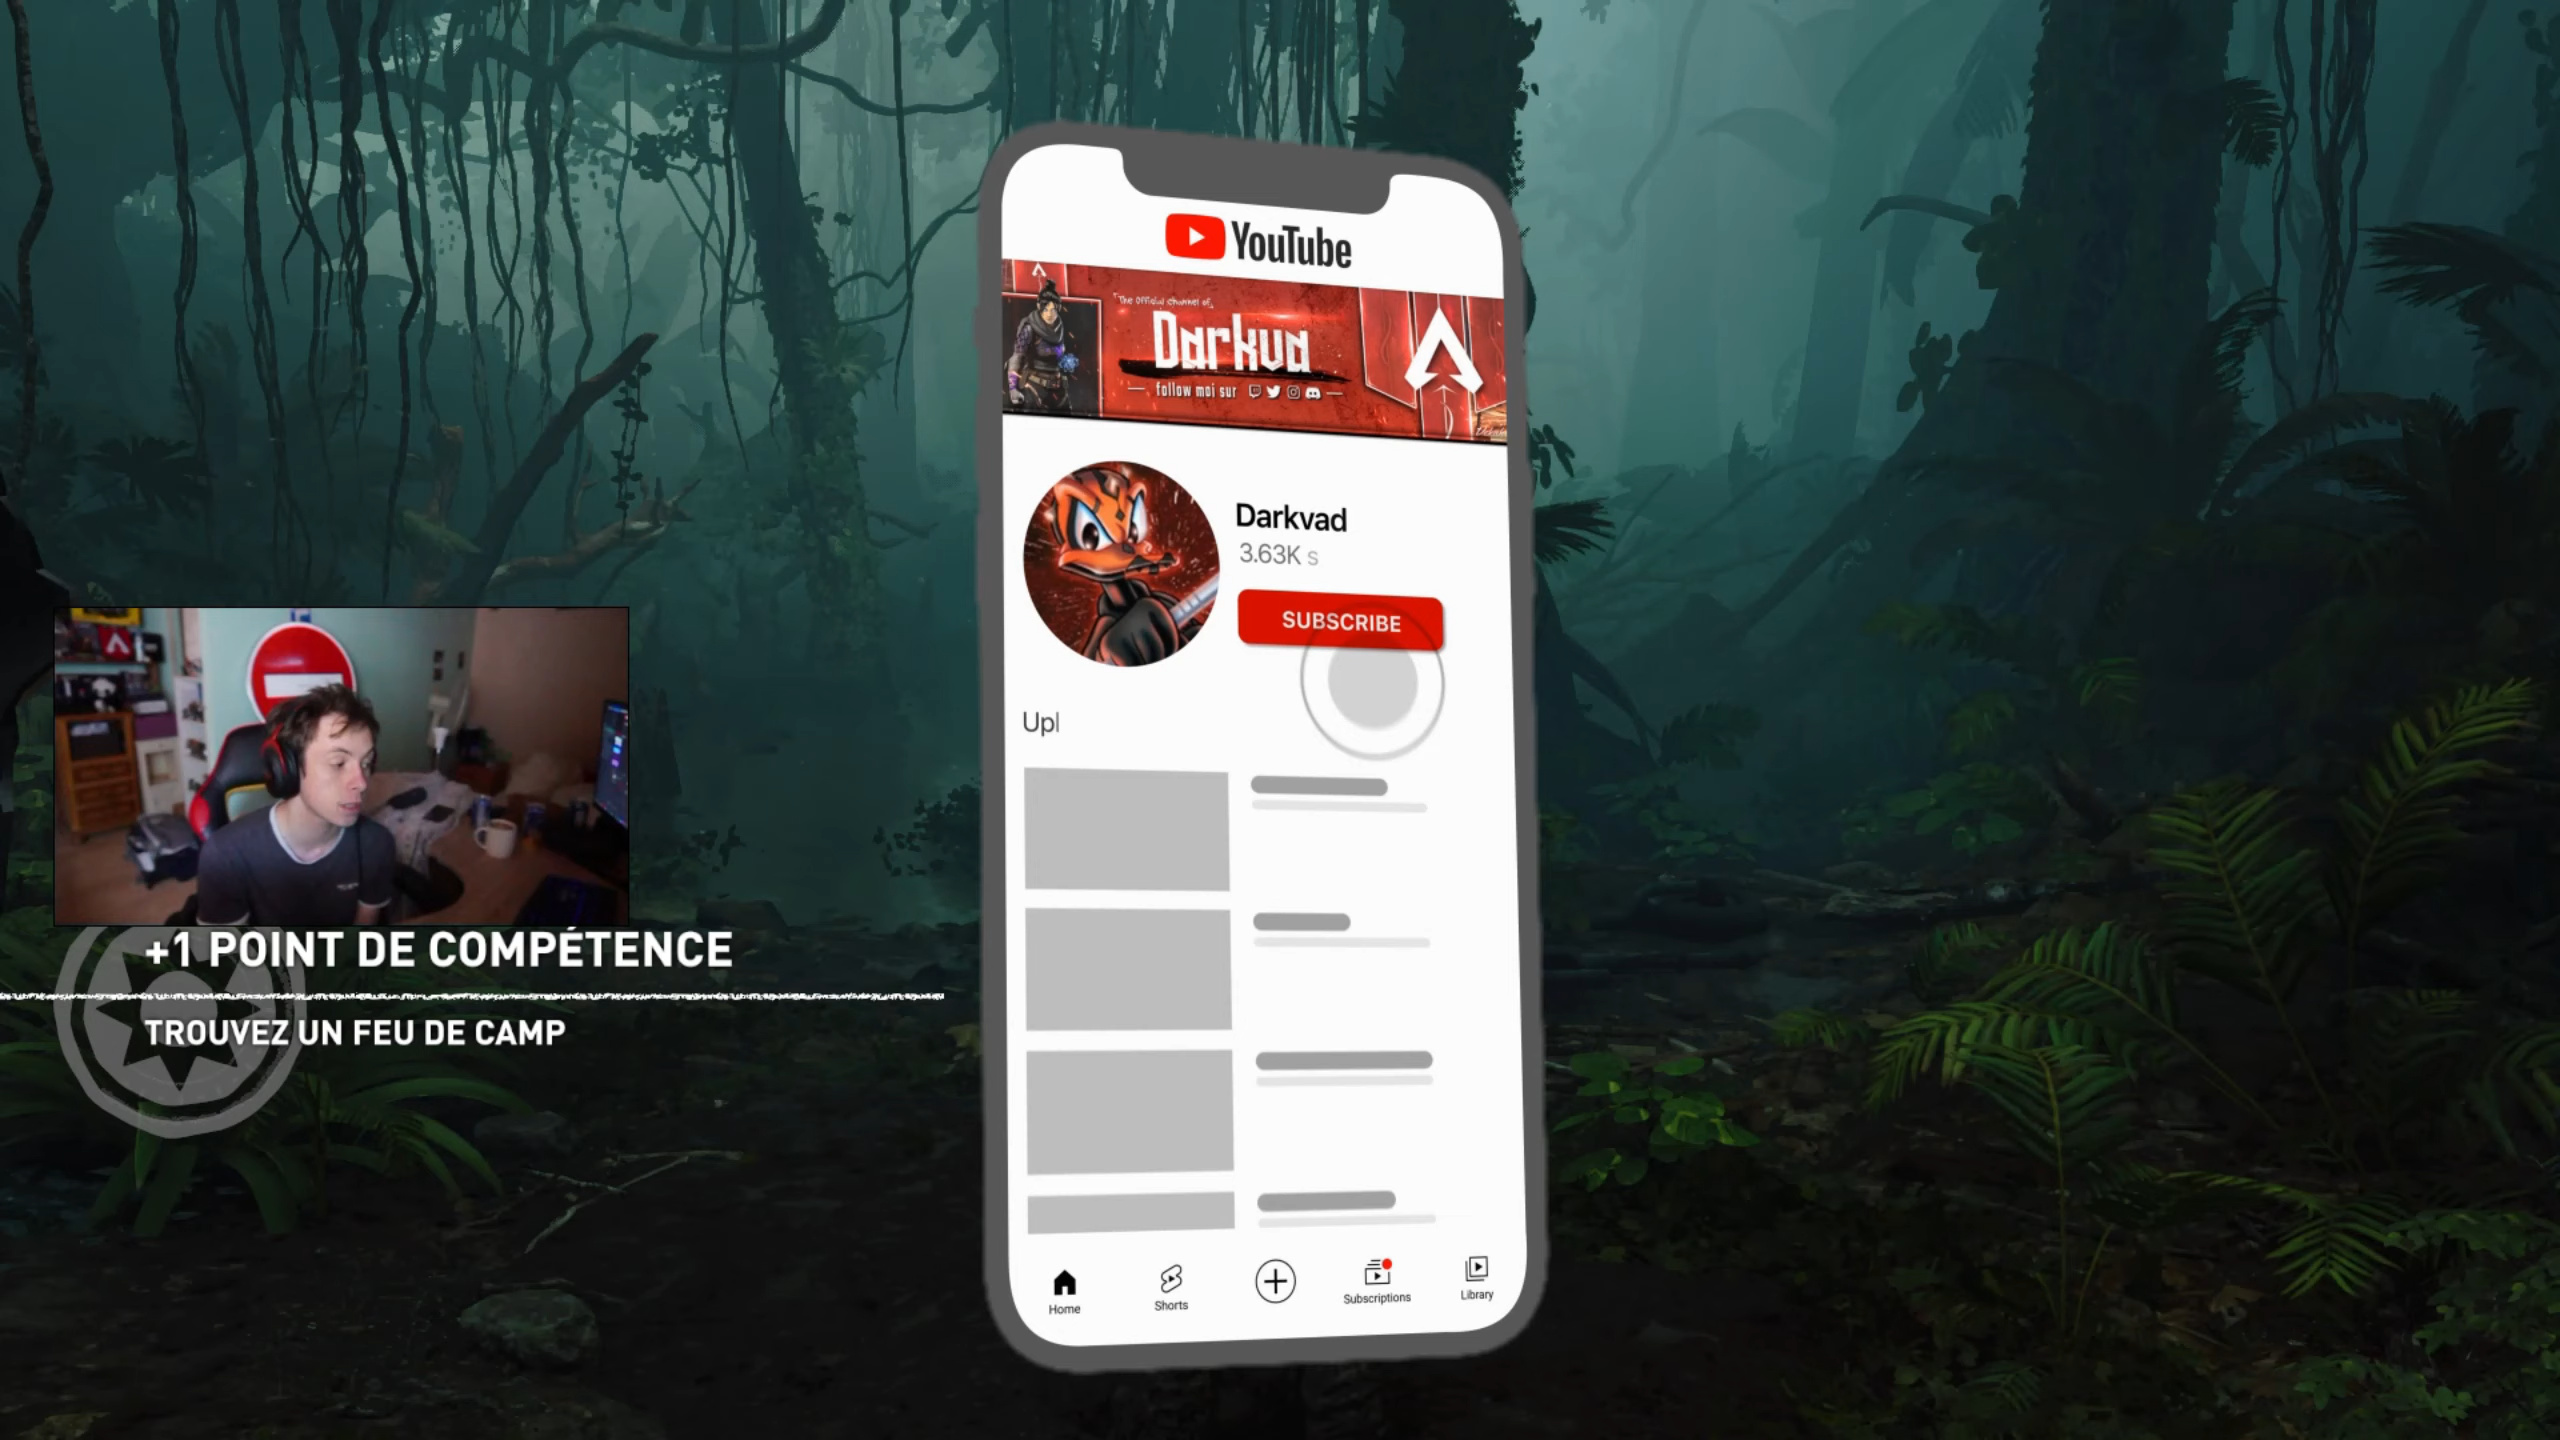 YouTube
The official channel of
Darkva
follow moi sur
Darkvad
3.63K s
SUBSCRIBE
Upl
+1 POINT DE COMPÉTENCE
TROUVEZ UN FEU DE CAMP
Home
Shorts
Subscriptions
Library